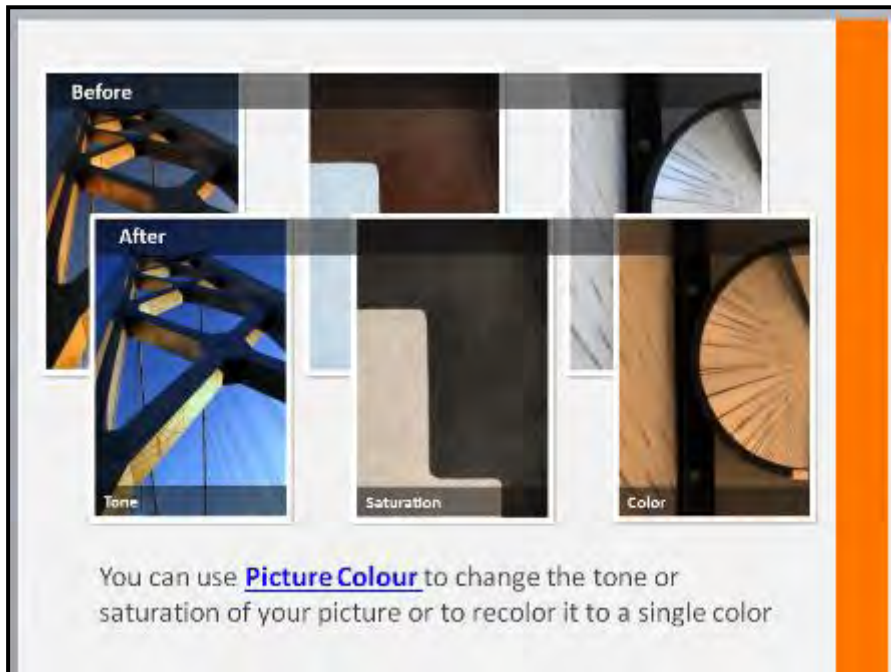 Before
After
Tone
Saturation
Color
You can use Picture Colour to change the tone or
saturation of your picture or to recolor it to a single color